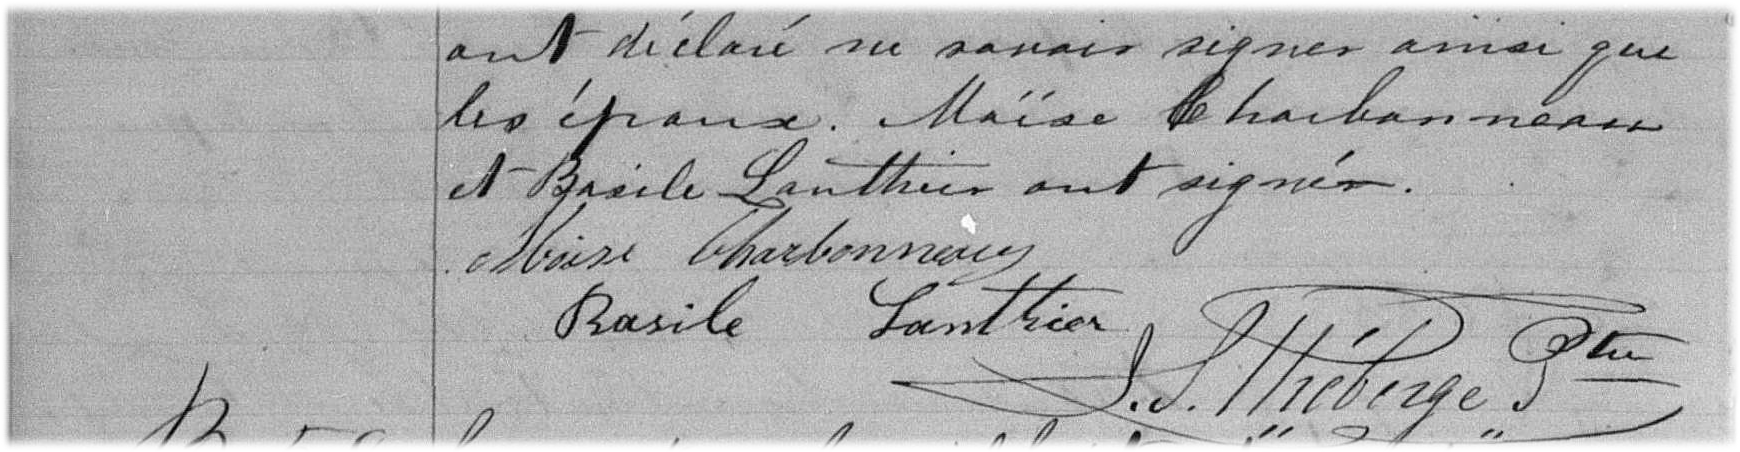 ont déclaré ne savoir signer ainsi que
les époux. Moïse Charbonneau
et Basile Lanthier ont signés.
Moise Charbonneau
Basile Lanthier
J. S. Théberge Ptre